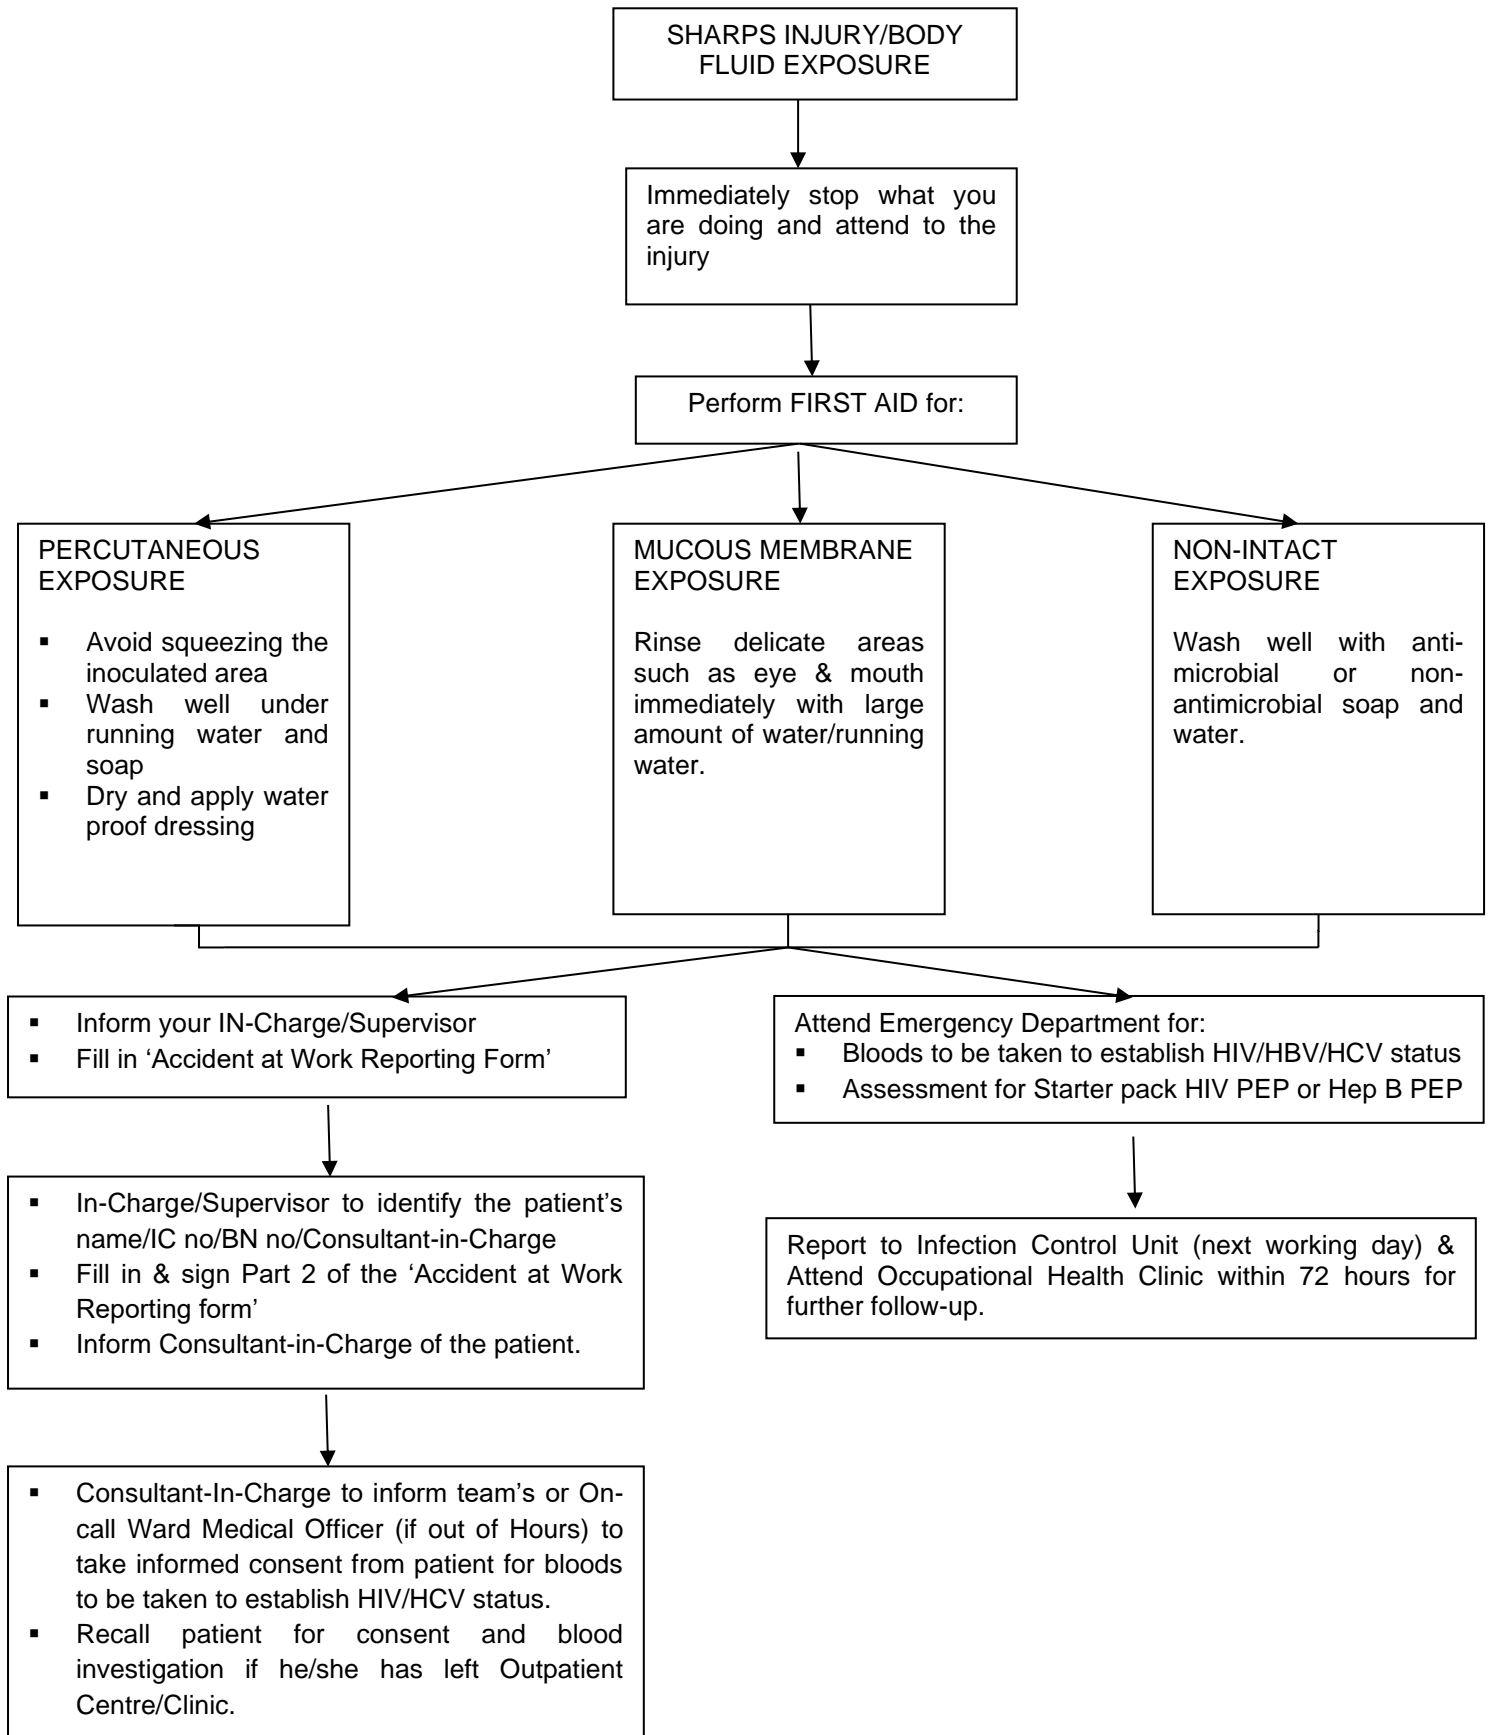 SHARPS INJURY/BODY
FLUID EXPOSURE
Immediately stop what you
are doing and attend to the
injury
Perform FIRST AID for:
PERCUTANEOUS
EXPOSURE
▪ Avoid squeezing the
inoculated area
▪ Wash well under
running water and
soap
▪ Dry and apply water
proof dressing
MUCOUS MEMBRANE
EXPOSURE
Rinse delicate areas
such as eye & mouth
immediately with large
amount of water/running
water.
NON-INTACT
EXPOSURE
Wash well with anti-
microbial or non-
antimicrobial soap and
water.
▪ Inform your IN-Charge/Supervisor
▪ Fill in ‘Accident at Work Reporting Form’
Attend Emergency Department for:
▪ Bloods to be taken to establish HIV/HBV/HCV status
▪ Assessment for Starter pack HIV PEP or Hep B PEP
▪ In-Charge/Supervisor to identify the patient’s
name/IC no/BN no/Consultant-in-Charge
▪ Fill in & sign Part 2 of the ‘Accident at Work
Reporting form’
▪ Inform Consultant-in-Charge of the patient.
Report to Infection Control Unit (next working day) &
Attend Occupational Health Clinic within 72 hours for
further follow-up.
▪ Consultant-In-Charge to inform team’s or On-
call Ward Medical Officer (if out of Hours) to
take informed consent from patient for bloods
to be taken to establish HIV/HCV status.
▪ Recall patient for consent and blood
investigation if he/she has left Outpatient
Centre/Clinic.